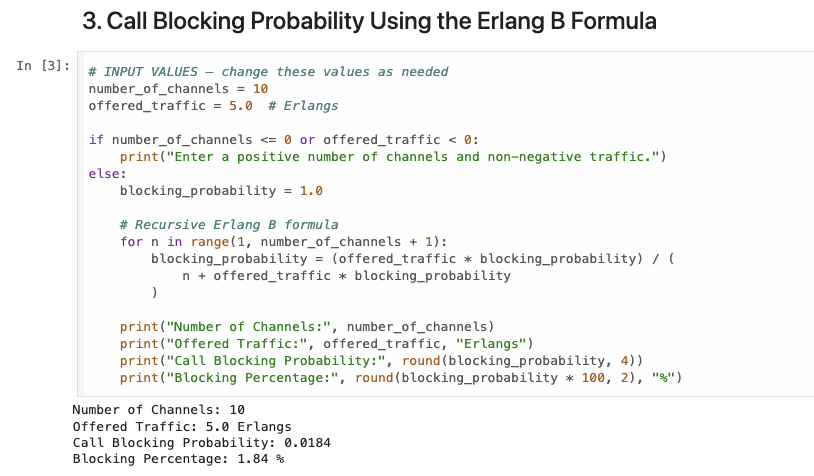 3. Call Blocking Probability Using the Erlang B Formula
In [3]:
# INPUT VALUES — change these values as needed
number_of_channels = 10
offered_traffic = 5.0  # Erlangs

if number_of_channels <= 0 or offered_traffic < 0:
    print("Enter a positive number of channels and non-negative traffic.")
else:
    blocking_probability = 1.0

    # Recursive Erlang B formula
    for n in range(1, number_of_channels + 1):
        blocking_probability = (offered_traffic * blocking_probability) / (
            n + offered_traffic * blocking_probability
        )

    print("Number of Channels:", number_of_channels)
    print("Offered Traffic:", offered_traffic, "Erlangs")
    print("Call Blocking Probability:", round(blocking_probability, 4))
    print("Blocking Percentage:", round(blocking_probability * 100, 2), "%")
Number of Channels: 10
Offered Traffic: 5.0 Erlangs
Call Blocking Probability: 0.0184
Blocking Percentage: 1.84 %